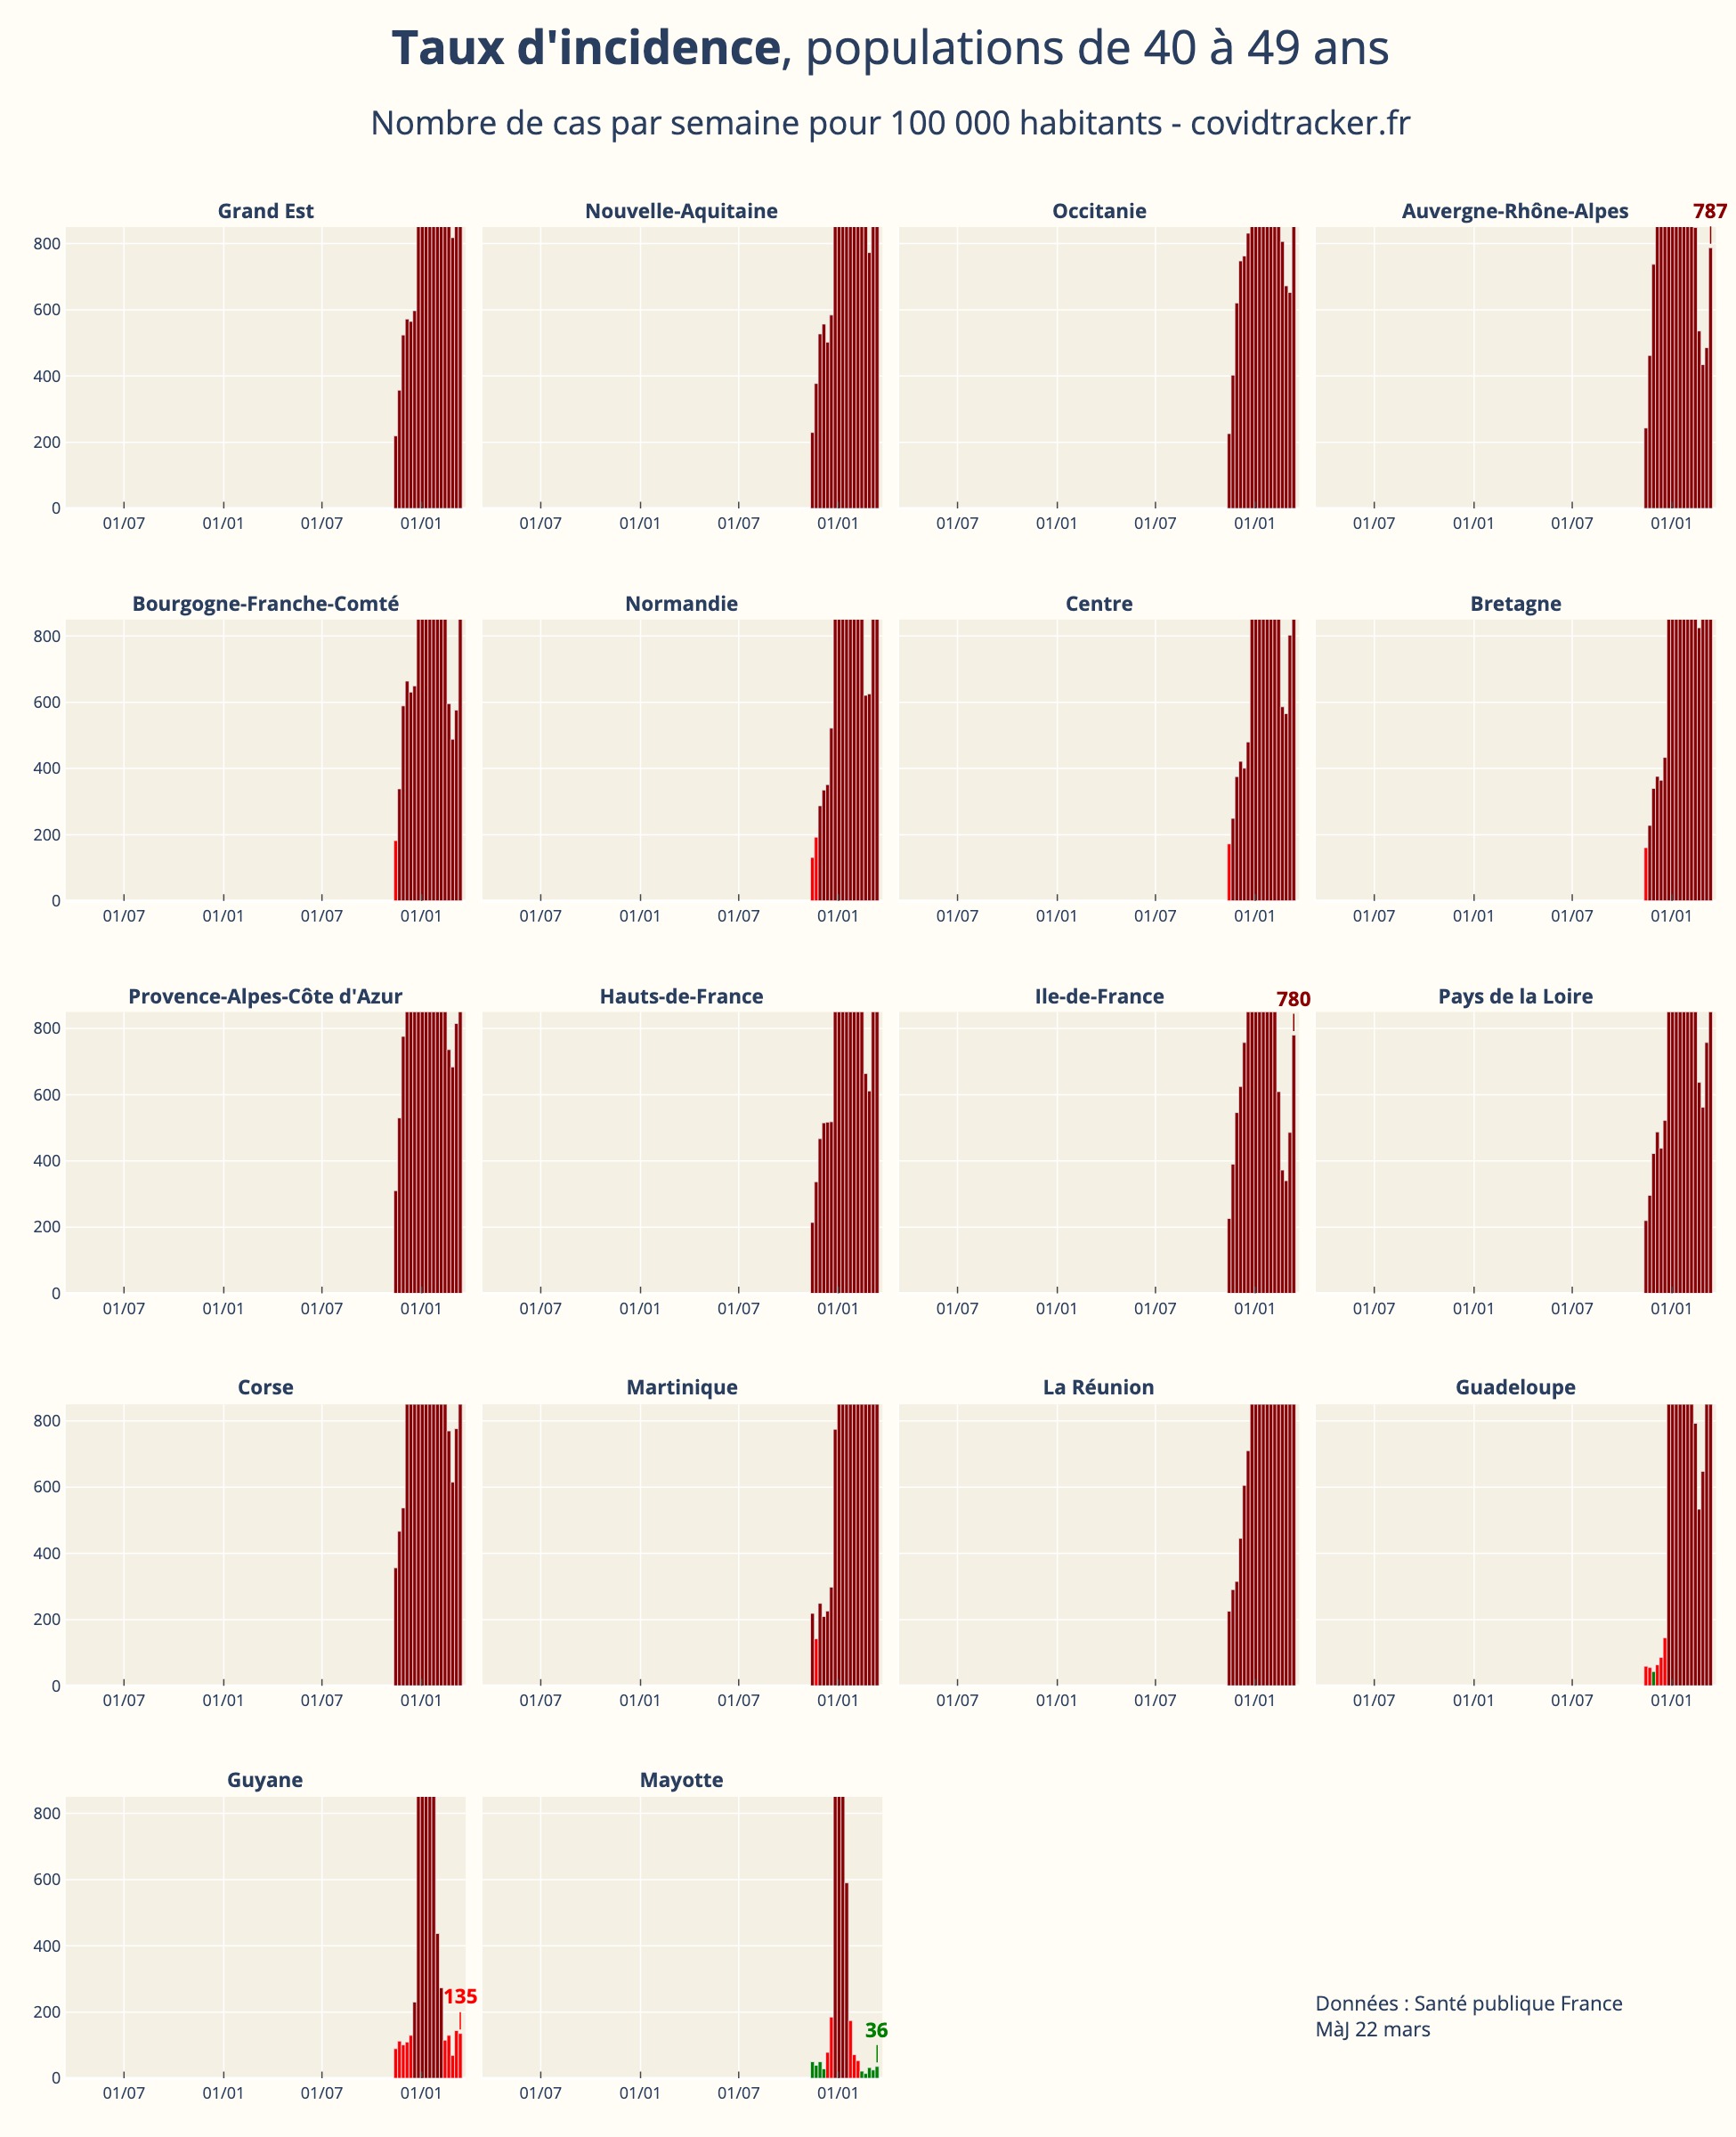 Taux d'incidence, populations de 40 à 49 ans
Nombre de cas par semaine pour 100 000 habitants - covidtracker.fr
Grand Est
Nouvelle-Aquitaine
Occitanie
Auvergne-Rhône-Alpes
787
800
600
400
200
0
01/07 01/01 01/07 01/01
01/07 01/01 01/07 01/01
01/07 01/01 01/07 01/01
01/07 01/01 01/07 01/01
Bourgogne-Franche-Comté
Normandie
Centre
Bretagne
800
600
400
200
0
01/07 01/01 01/07 01/01
01/07 01/01 01/07 01/01
01/07 01/01 01/07 01/01
01/07 01/01 01/07 01/01
Provence-Alpes-Côte d'Azur
Hauts-de-France
Ile-de-France
780
Pays de la Loire
800
600
400
200
0
01/07 01/01 01/07 01/01
01/07 01/01 01/07 01/01
01/07 01/01 01/07 01/01
01/07 01/01 01/07 01/01
Corse
Martinique
La Réunion
Guadeloupe
800
600
400
200
0
01/07 01/01 01/07 01/01
01/07 01/01 01/07 01/01
01/07 01/01 01/07 01/01
01/07 01/01 01/07 01/01
Guyane
Mayotte
800
600
400
200
0
135
36
01/07 01/01 01/07 01/01
01/07 01/01 01/07 01/01
Données : Santé publique France
MàJ 22 mars